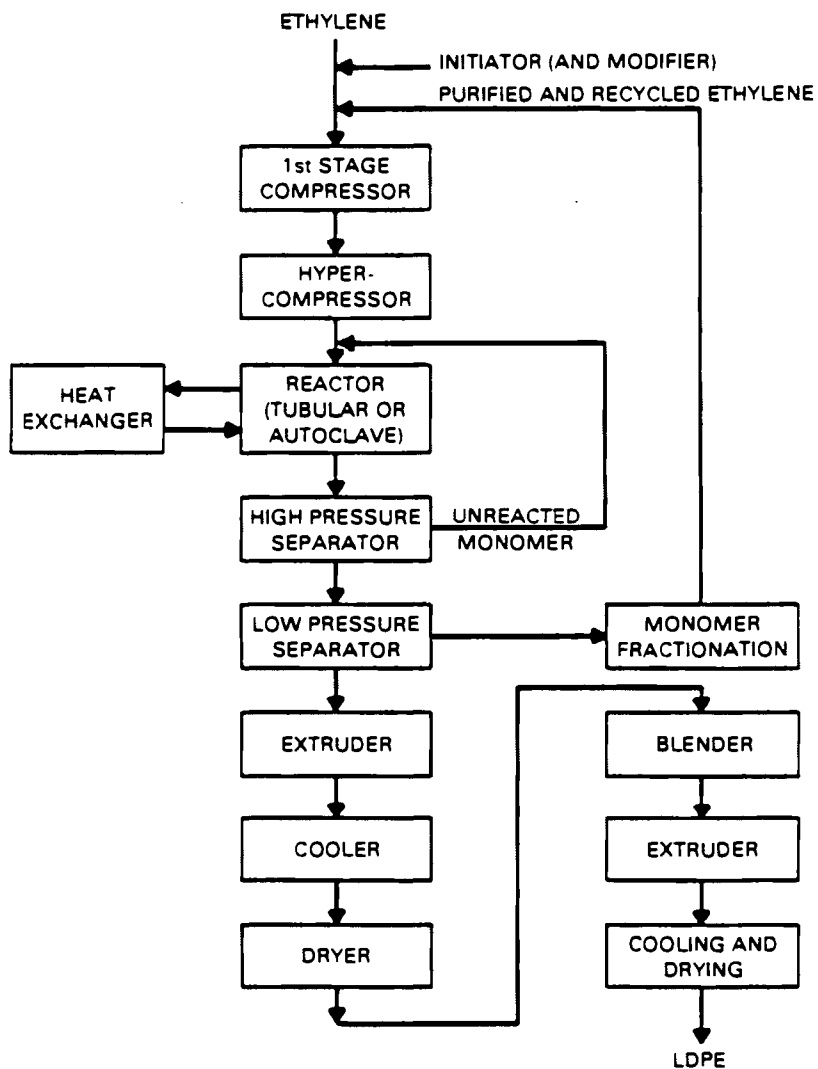 ETHYLENE
INITIATOR (AND MODIFIER)
PURIFIED AND RECYCLED ETHYLENE
1st STAGE
COMPRESSOR
HYPER-
COMPRESSOR
HEAT
EXCHANGER
REACTOR
(TUBULAR OR
AUTOCLAVE)
HIGH PRESSURE
SEPARATOR
UNREACTED
MONOMER
LOW PRESSURE
SEPARATOR
MONOMER
FRACTIONATION
EXTRUDER
COOLER
DRYER
BLENDER
EXTRUDER
COOLING AND
DRYING
LDPE